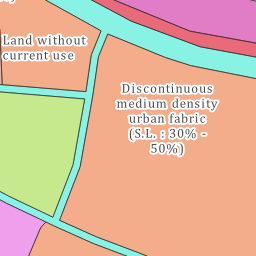 Land without
current use
Discontinuous
medium density
urban fabric
(S.L. : 30% -
50%)